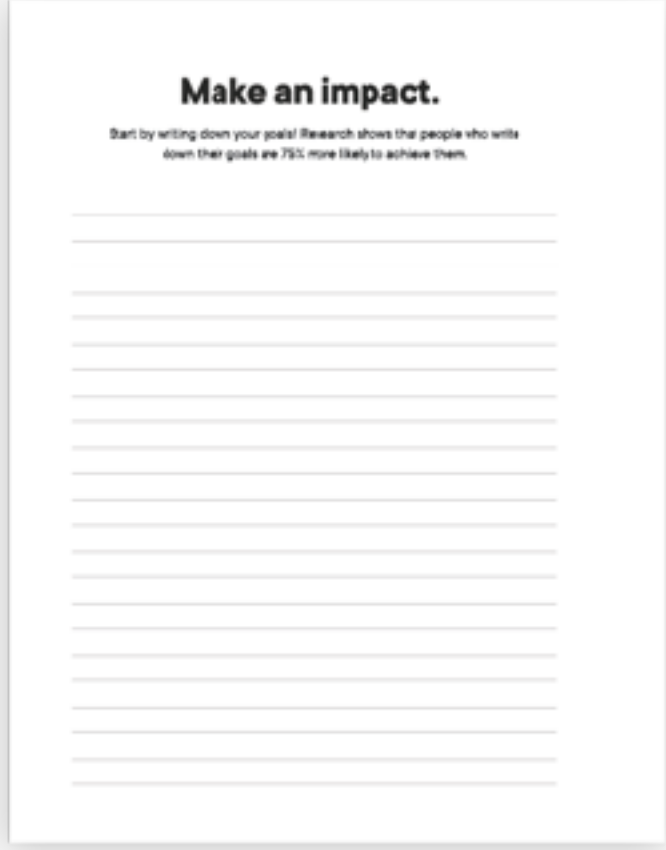 Make an impact.
Start by writing down your goals! Research shows that people who write
down their goals are 75% more likely to achieve them.